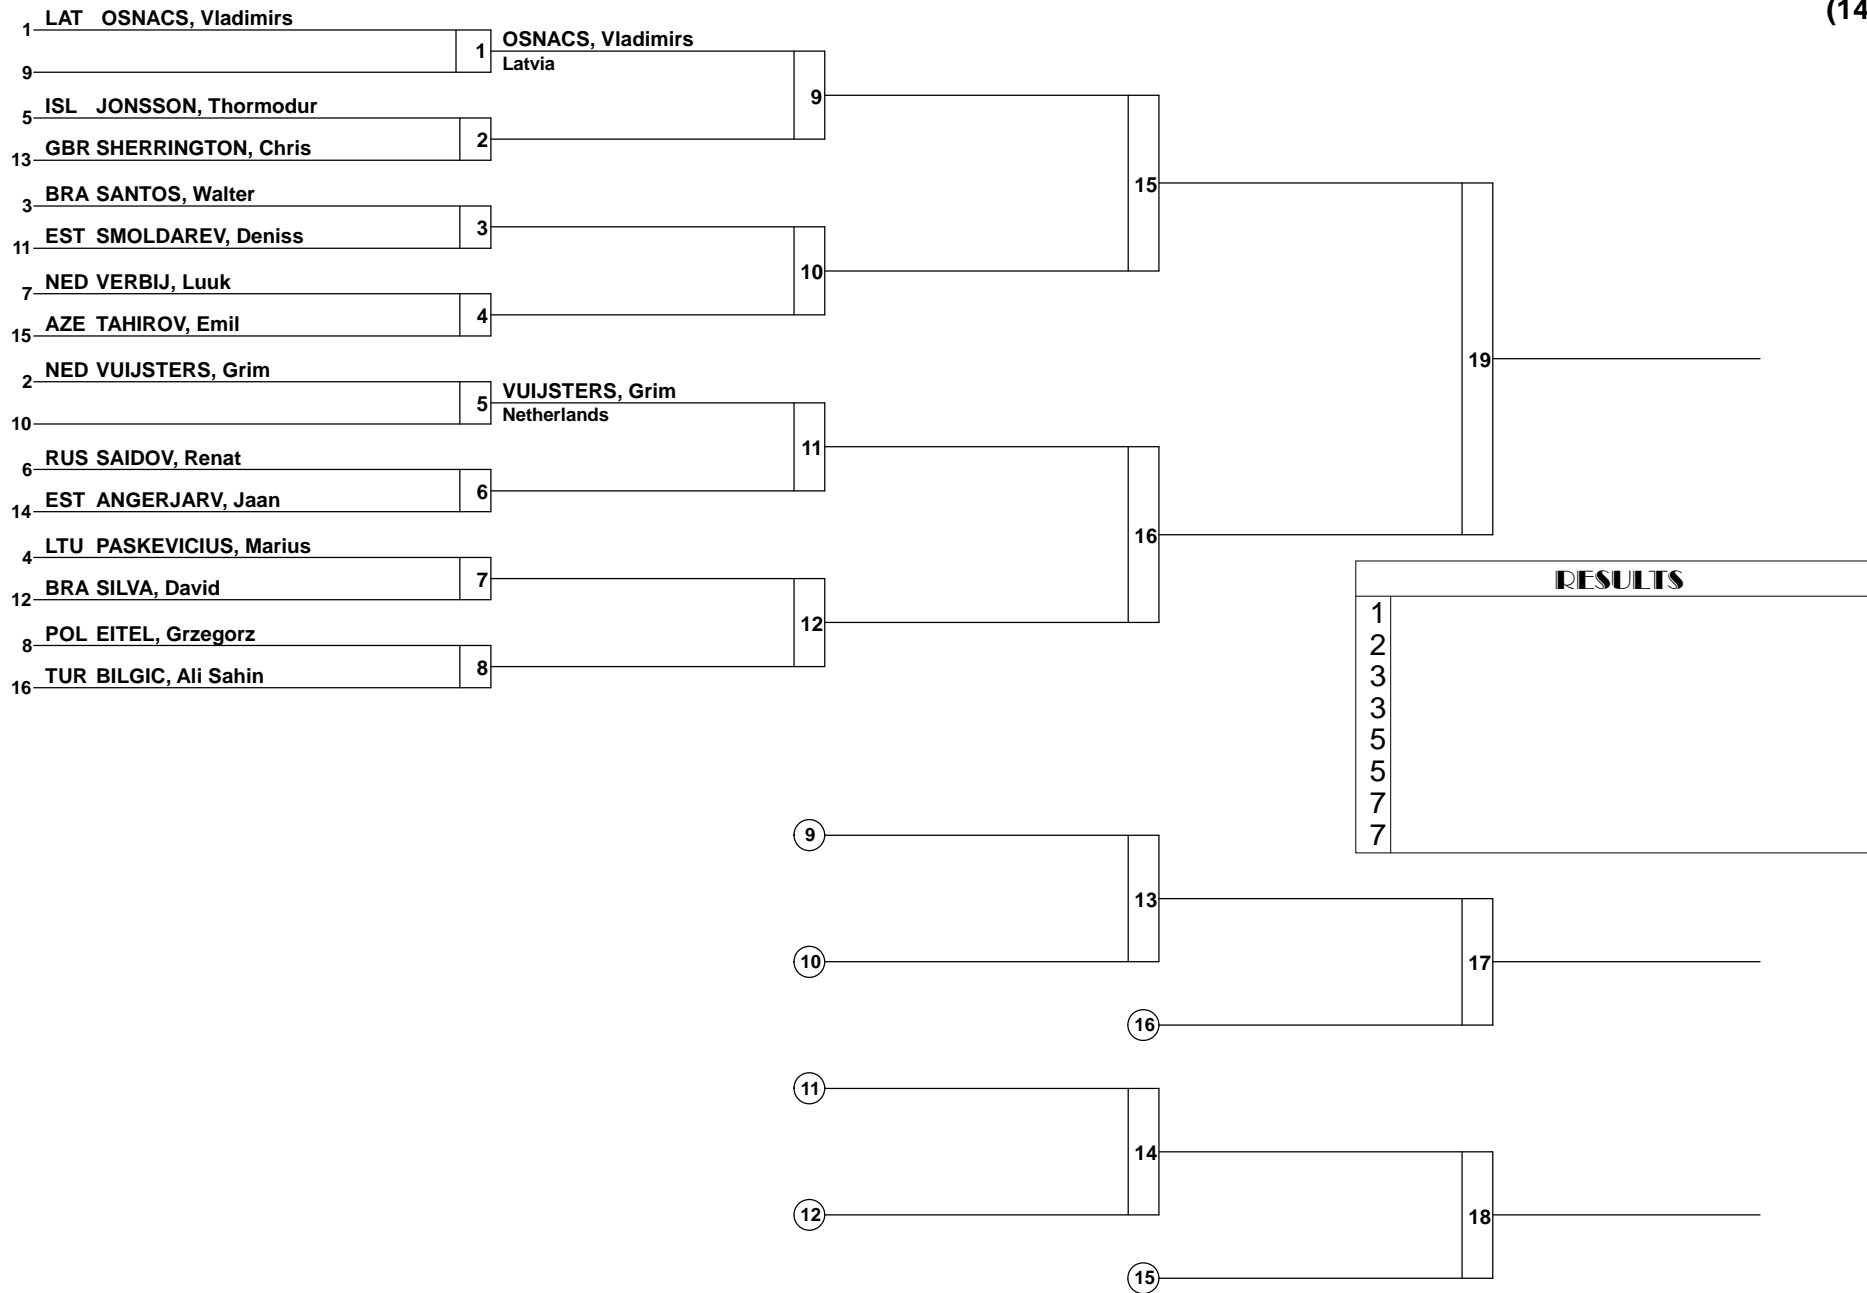 (14
1 LAT OSNACS, Vladimirs
1 OSNACS, Vladimirs
Latvia
9
9
5 ISL JONSSON, Thormodur
2
13 GBR SHERRINGTON, Chris
15
3 BRA SANTOS, Walter
3
11 EST SMOLDAREV, Deniss
10
7 NED VERBIJ, Luuk
4
15 AZE TAHIROV, Emil
19
2 NED VUIJSTERS, Grim
5 VUIJSTERS, Grim
Netherlands
10
11
6 RUS SAIDOV, Renat
6
14 EST ANGERJARV, Jaan
16
4 LTU PASKEVICIUS, Marius
7
12 BRA SILVA, David
12
8 POL EITEL, Grzegorz
8
16 TUR BILGIC, Ali Sahin
RESULTS
1
2
3
3
5
5
7
7
9
13
10
17
16
11
14
12
18
15